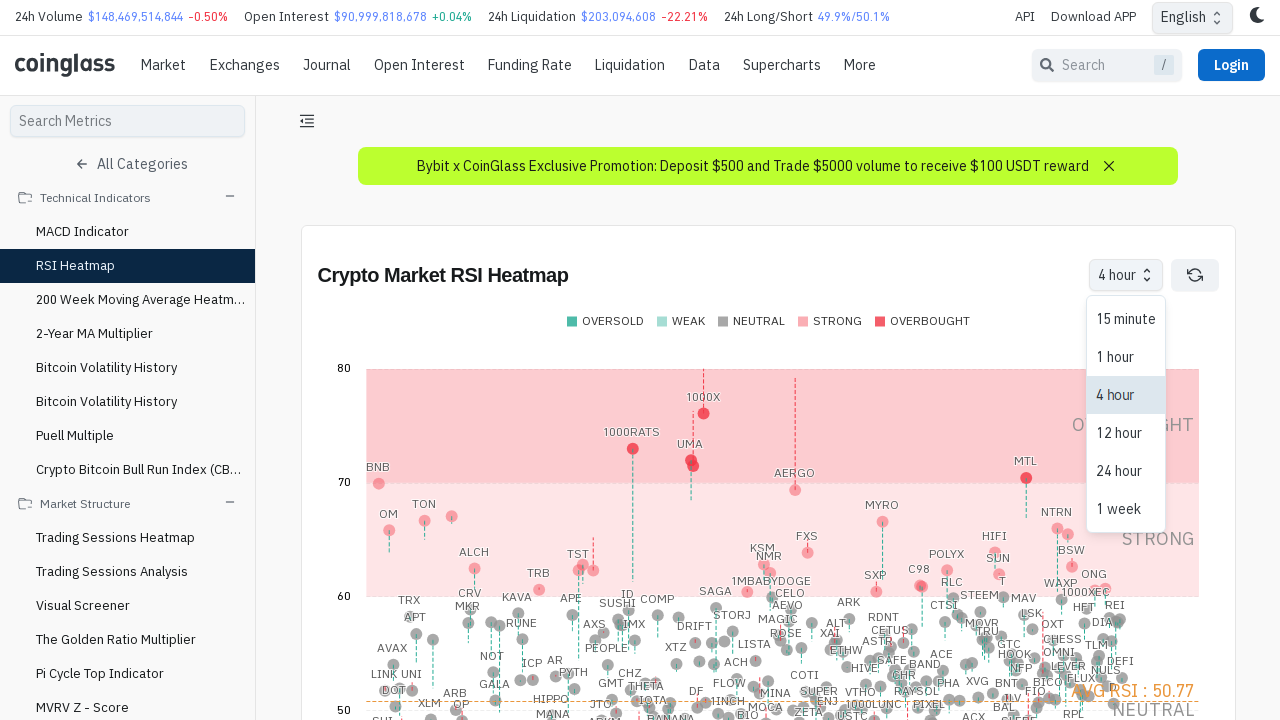 24h Volume $148,469,514,844 -0.50% Open Interest $90,999,818,678 +0.04% 24h Liquidation $203,094,608 -22.21% 24h Long/Short 49.9%/50.1% API Download APP English
coinglass Market Exchanges Journal Open Interest Funding Rate Liquidation Data Supercharts More Search / Login
Search Metrics
All Categories
Technical Indicators
MACD Indicator
RSI Heatmap
200 Week Moving Average Heatm...
2-Year MA Multiplier
Bitcoin Volatility History
Bitcoin Volatility History
Puell Multiple
Crypto Bitcoin Bull Run Index (CB...
Market Structure
Trading Sessions Heatmap
Trading Sessions Analysis
Visual Screener
The Golden Ratio Multiplier
Pi Cycle Top Indicator
MVRV Z - Score
Bybit x CoinGlass Exclusive Promotion: Deposit $500 and Trade $5000 volume to receive $100 USDT reward
Crypto Market RSI Heatmap
4 hour
15 minute
1 hour
4 hour
12 hour
24 hour
1 week
OVERSOLD WEAK NEUTRAL STRONG OVERBOUGHT
80
1000X
1000RATS
UMA
BNB
MTL
AERGO
70
TON
MYRO
OM
NTRN
STRONG
FXS
HIFI
KSM
TST
ALCH
NMR
POLYX
BSW
SUN
TRB
C98
SXP
ONG
1MBABYDOGE
RLC
T
WAXP
SAGA
CELO
1000XEC
60
CRV
ID
STEEM
KAVA
APE
COMP
MAV
TRX
MKR
SUSHI
AEVO
ARK
CTSI
HFT
REI
APT
STORJ
MAGIC
RDNT
LSK
RUNE
AXS
IMX
DRIFT
ALT
MOVR
OXT
DIA
ROSE
XAI
CETUS
TRU
CHESS
AVAX
PEOPLE
XTZ
LISTA
ETHW
ASTR
GTC
TLM
NOT
ICP
AR
ACH
HIVE
SAFE
BAND
ACE
HOOK
OMNI
DEFI
LINK
UNI
PYTH
CHZ
COTI
CHR
NFP
LEVER
NULS
GALA
GMT
THETA
FLOW
PHA
XVG
BNT
BICO
FLUX
DOT
ARB
HIPPO
JTO
IOTA
1INCH
MINA
SUPER
VTHO
RAYSOL
ILV
FIO
AVG RSI : 50.77
XLM
OP
MANA
MOCA
ENJ
1000LUNC
PIXEL
BAL
NEUTRAL
50
BANANA
BIO
ZETA
USTC
ACX
RPL